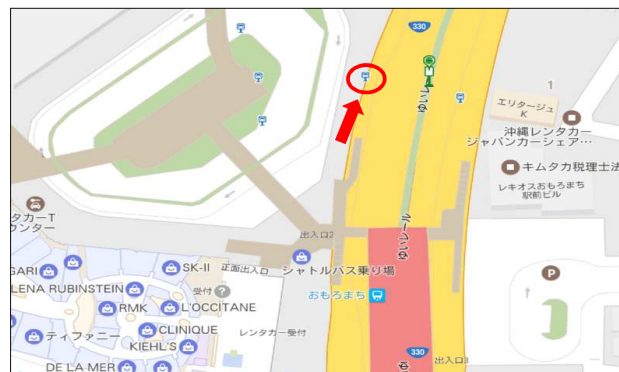 330
1
エリタージュ
K
沖縄レンタカー
ジャパンカーシェア…
キムタカ税理士法
レキオスおもろまち
駅前ビル
タカーT
ウンター
出入口2
GARI
SK-II
正面出入口
シャトルバス乗り場
P
LENA RUBINSTEIN
受付
?
おもろまち
RMK
L'OCCITANE
ティファニー
CLINIQUE
レンタカー受付
KIEHL'S
330
出入口3
DE LA MER